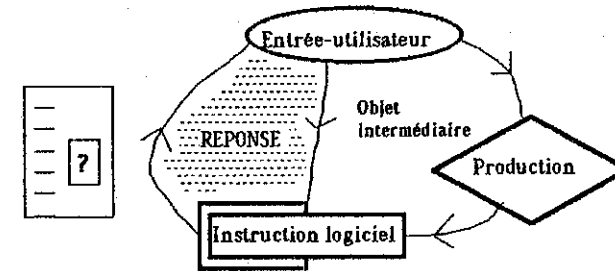 Entrée-utilisateur
Objet
intermédiaire
REPONSE
?
Production
Instruction logiciel